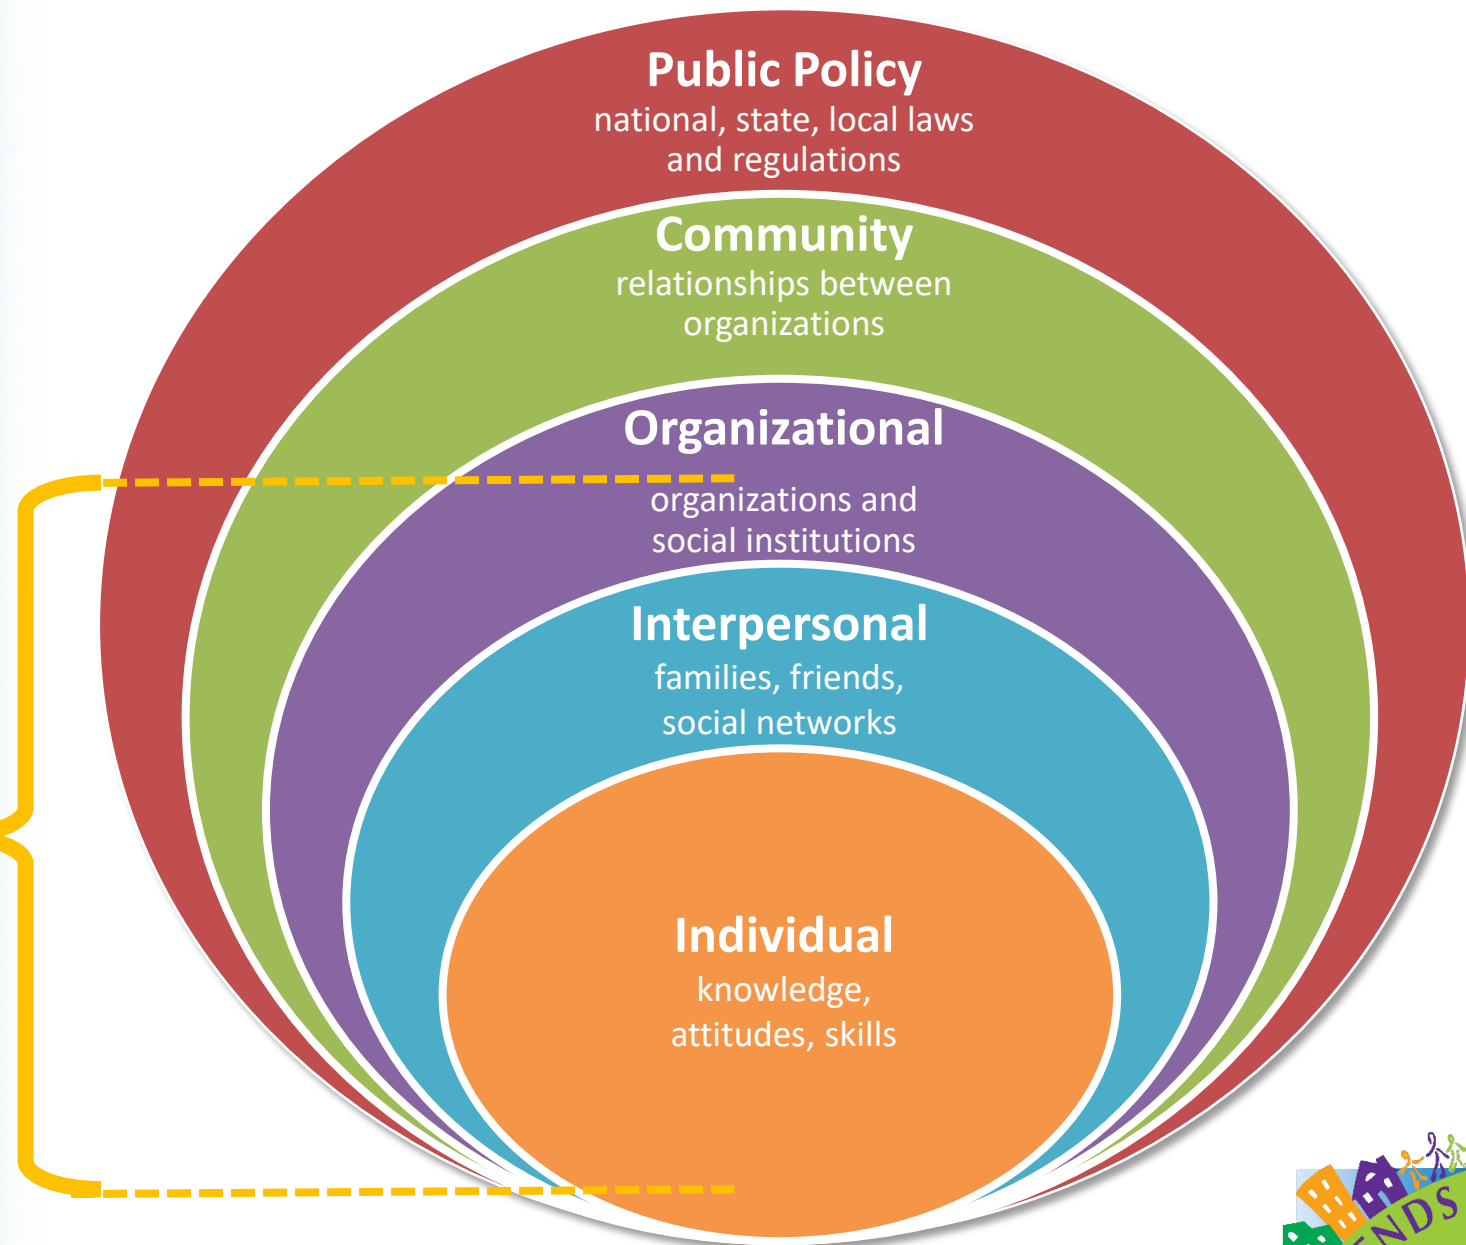 Public Policy
national, state, local laws
and regulations
Community
relationships between
organizations
Organizational
organizations and
social institutions
Interpersonal
families, friends,
social networks
Individual
knowledge,
attitudes, skills